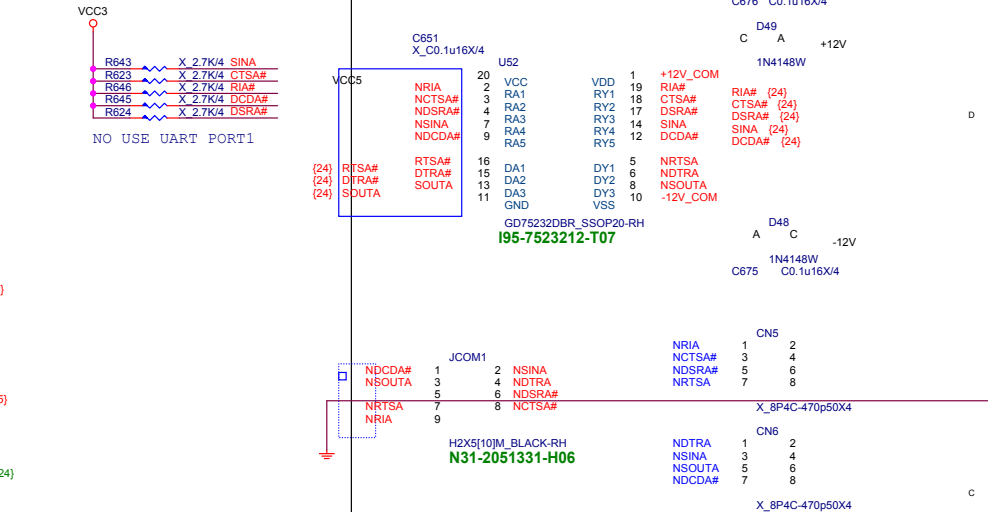 C676 C0.1u16X/4
VCC3
D49
C A
+12V
1N4148W
C651
X_C0.1u16X/4
U52
R643 X_2.7K/4 SINA
R623 X_2.7K/4 CTSA#
R646 X_2.7K/4 RIA#
R645 X_2.7K/4 DCDA#
R624 X_2.7K/4 DSRA#
NO USE UART PORT1
VCC5
20 VCC VDD 1 +12V_COM
NRIA 2 RA1 RY1 19 RIA# RIA# {24}
NCTSA# 3 RA2 RY2 18 CTSA# CTSA# {24}
NDSRA# 4 RA3 RY3 17 DSRA# DSRA# {24}
NSINA 7 RA4 RY4 14 SINA SINA {24}
NDCDA# 9 RA5 RY5 12 DCDA# DCDA# {24}
D
{24} RTSA# RTSA# 16 DA1 DY1 5 NRTSA
{24} DTRA# DTRA# 15 DA2 DY2 6 NDTRA
{24} SOUTA SOUTA 13 DA3 DY3 8 NSOUTA
11 GND VSS 10 -12V_COM
GD75232DBR_SSOP20-RH
I95-7523212-T07
D48
A C
-12V
1N4148W
C675 C0.1u16X/4
}
JCOM1
NDCDA# 1 2 NSINA
NSOUTA 3 4 NDTRA
5 6 NDSRA#
NRTSA 7 8 NCTSA#
NRIA 9
H2X5[10]M_BLACK-RH
N31-2051331-H06
CN5
NRIA 1 2
NCTSA# 3 4
NDSRA# 5 6
NRTSA 7 8
X_8P4C-470p50X4
CN6
NDTRA 1 2
NSINA 3 4
NSOUTA 5 6
NDCDA# 7 8
X_8P4C-470p50X4
5}
24}
C